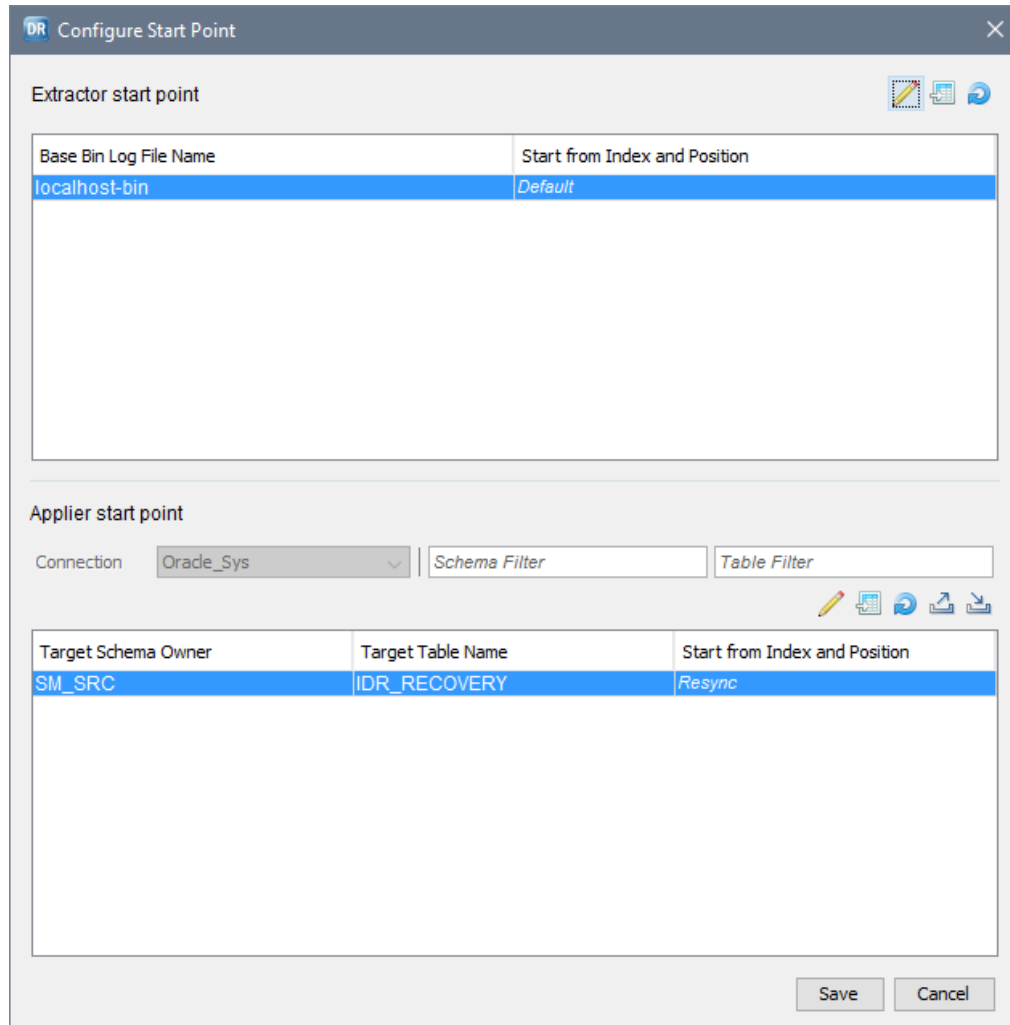 DR Configure Start Point
Extractor start point
Base Bin Log File Name Start from Index and Position
localhost-bin Default
Applier start point
Connection Oracle_Sys Schema Filter Table Filter
Target Schema Owner Target Table Name Start from Index and Position
SM_SRC IDR_RECOVERY Resync
Save Cancel